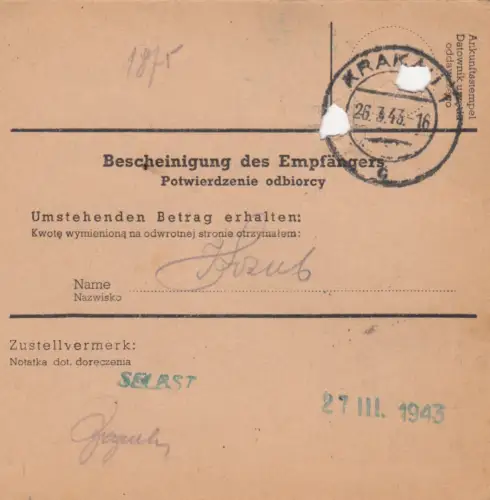 1875
Ankunftsstempel
KRAKAU
26.3.43.-16
c
Bescheinigung des Empfängers
Potwierdzenie odbiorcy
Umstehenden Betrag erhalten:
Kwotę wymienioną na odwrotnej stronie otrzymałem:
Kozub
Name
Nazwisko
Zustellvermerk:
Notatka dot. doręczenia
SELBST
27 III. 1943